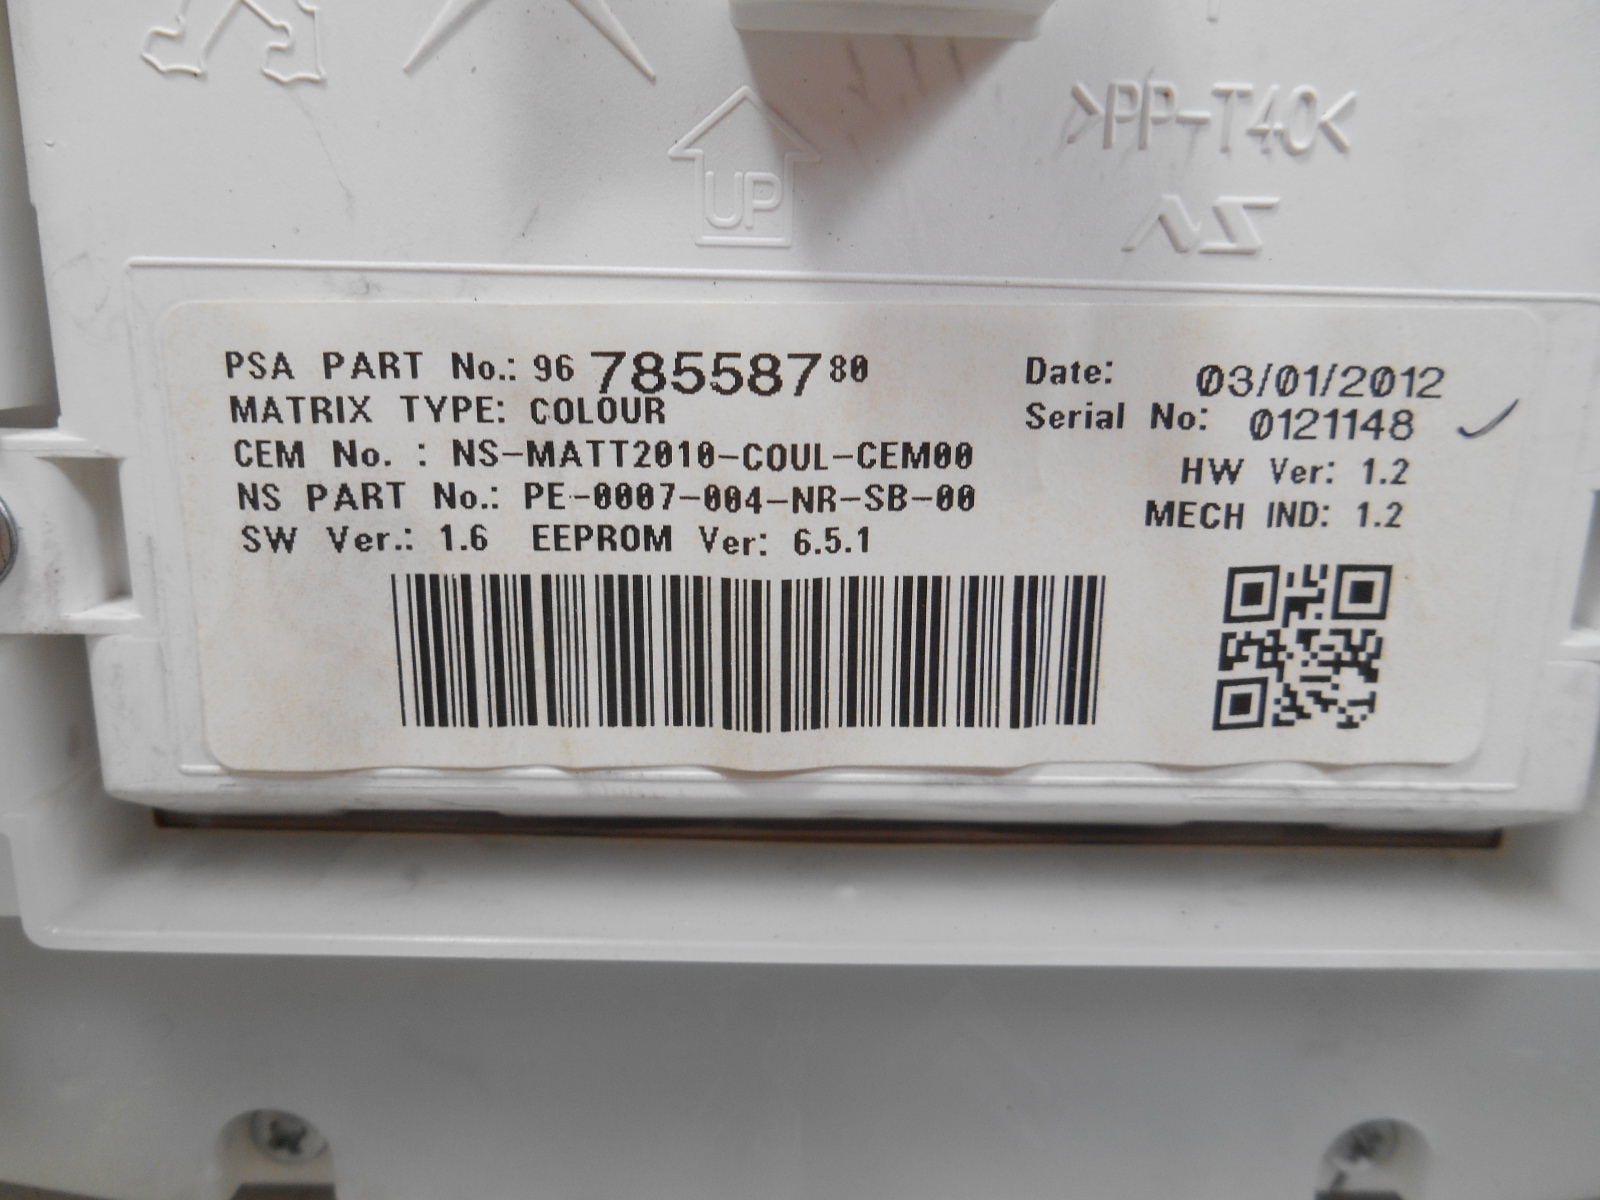 >PP-T40<
UP
NS
PSA PART No.: 96 785587 80
Date: 03/01/2012
MATRIX TYPE: COLOUR
Serial No: 0121148
CEM No. : NS-MATT2010-COUL-CEM00
HW Ver: 1.2
NS PART No.: PE-0007-004-NR-SB-00
MECH IND: 1.2
SW Ver.: 1.6 EEPROM Ver: 6.5.1